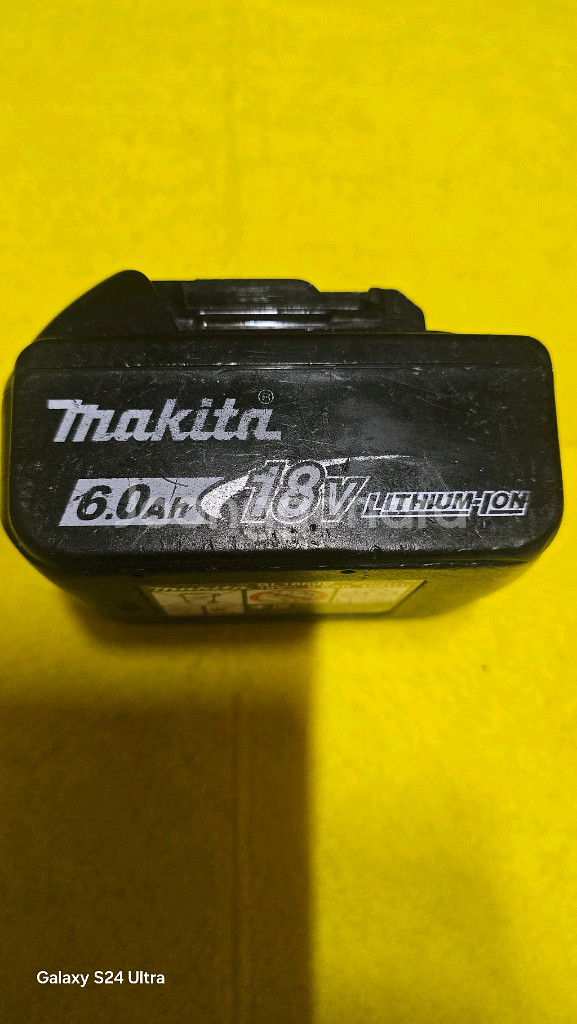 makita®
6.0Ah 18V LITHIUM-ION
Galaxy S24 Ultra